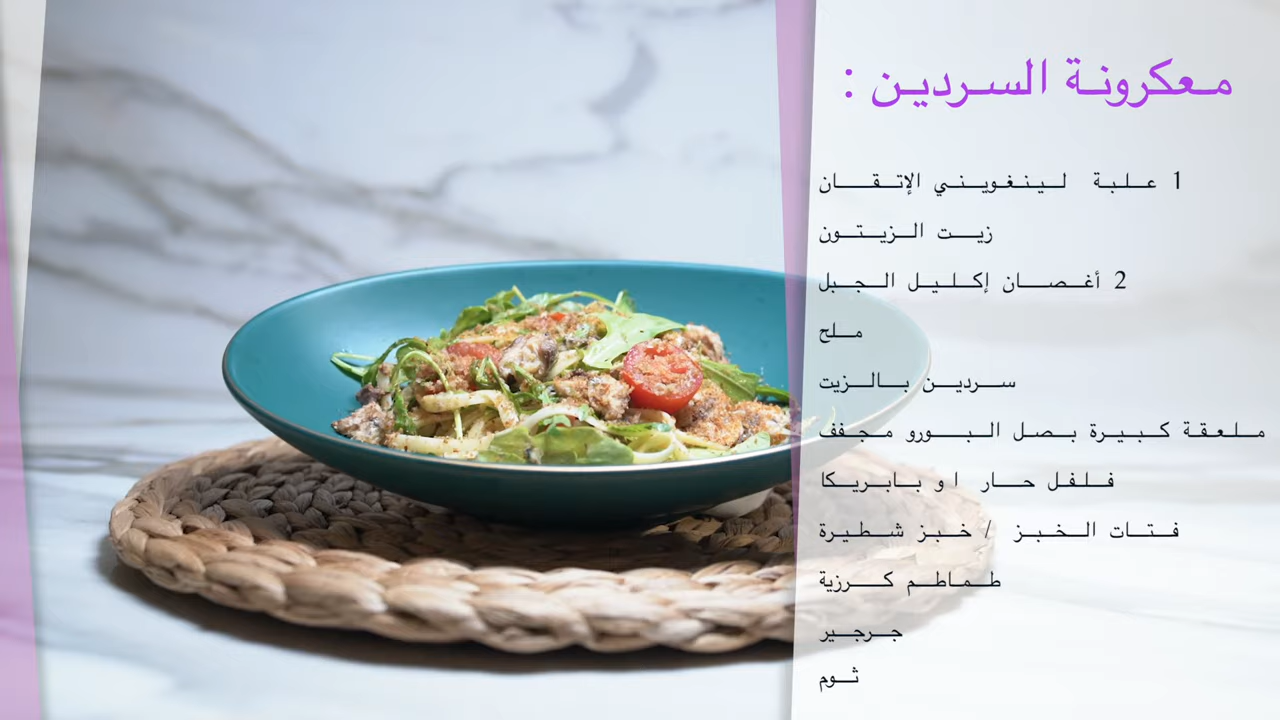 معكرونة السردين :
1 علبة لينغويني الإتقان
زيت الزيتون
2 أغصان إكليل الجبل
ملح
سردين بالزيت
ملعقة كبيرة بصل البورو مجفف
فلفل حار او بابريكا
فتات الخبز / خبز شطيرة
طماطم كرزية
جرجير
ثوم